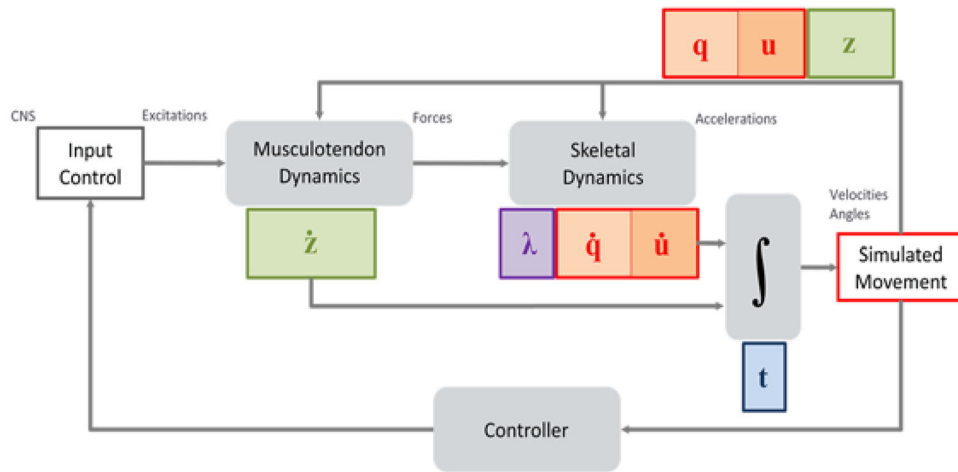 q u z
CNS
Excitations
Forces
Accelerations
Input
Control
Musculotendon
Dynamics
Skeletal
Dynamics
Velocities
Angles
ż
λ q̇ u̇
∫
Simulated
Movement
t
Controller